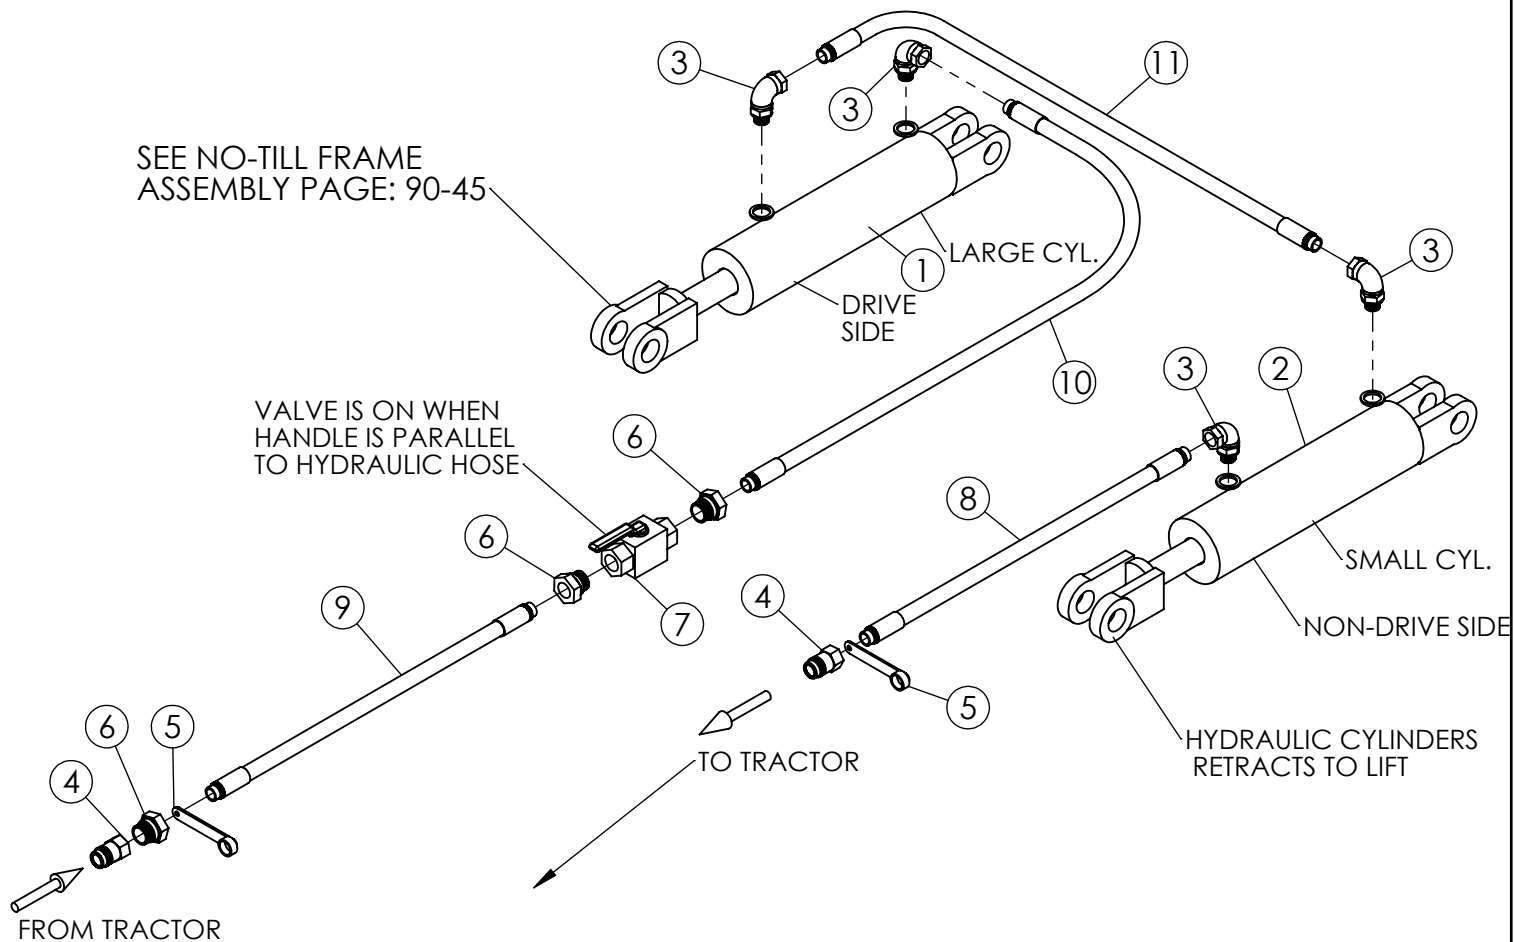 11
3
3
SEE NO-TILL FRAME
ASSEMBLY PAGE: 90-45
3
LARGE CYL.
1
DRIVE
SIDE
10
3
2
VALVE IS ON WHEN
HANDLE IS PARALLEL
TO HYDRAULIC HOSE
6
8
6
SMALL CYL.
4
9
7
NON-DRIVE SIDE
5
6
5
HYDRAULIC CYLINDERS
RETRACTS TO LIFT
TO TRACTOR
4
FROM TRACTOR